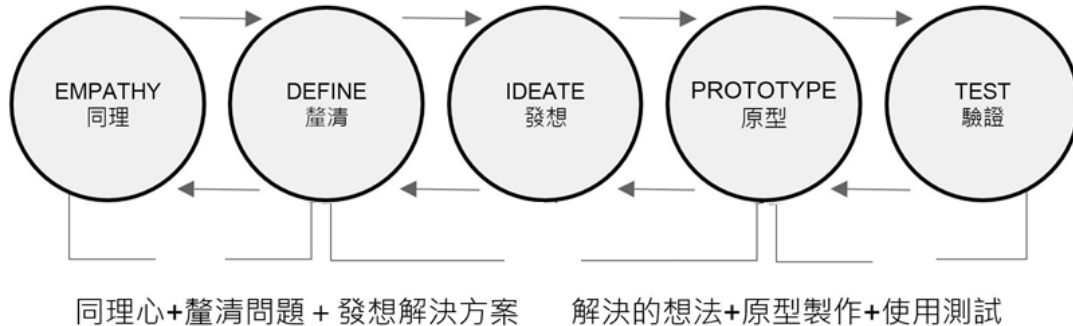 EMPATHY
同理
DEFINE
釐清
IDEATE
發想
PROTOTYPE
原型
TEST
驗證
同理心+釐清問題 + 發想解決方案
解決的想法+原型製作+使用測試